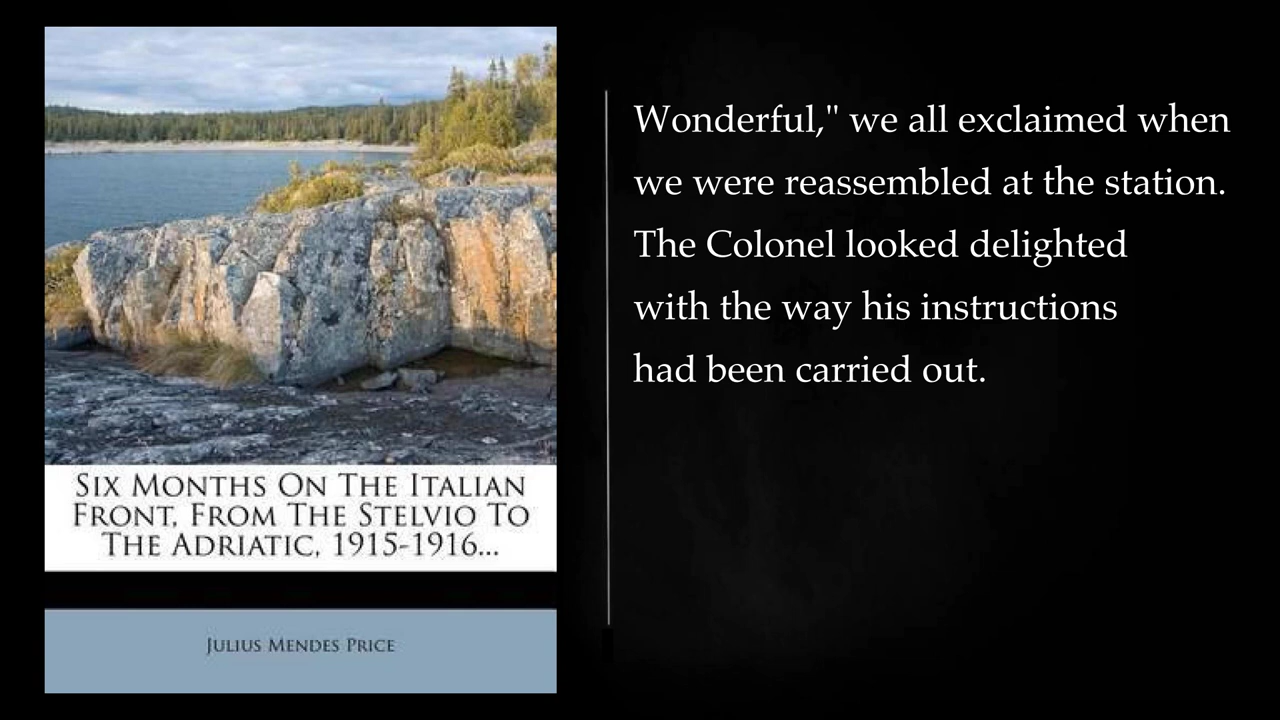 Wonderful," we all exclaimed when
we were reassembled at the station.
The Colonel looked delighted
with the way his instructions
had been carried out.
Six Months On The Italian
Front, From The Stelvio To
The Adriatic, 1915-1916...
Julius Mendes Price